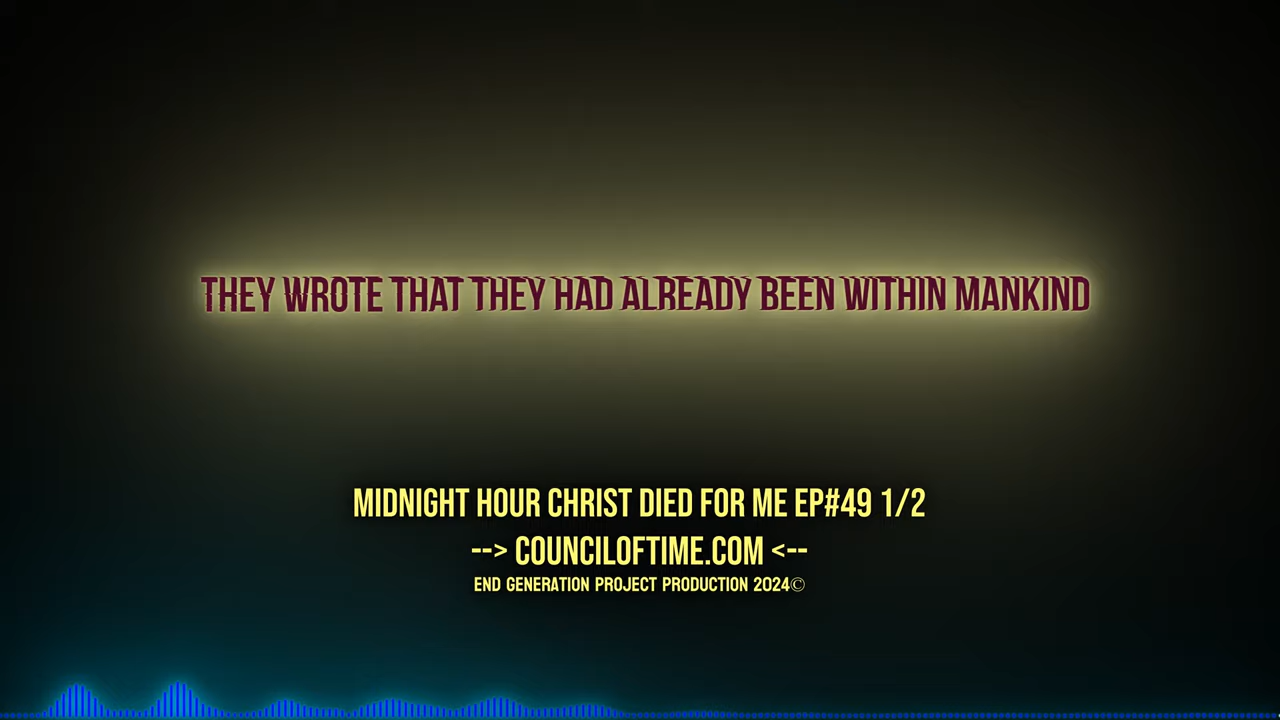 THEY WROTE THAT THEY HAD ALREADY BEEN WITHIN MANKIND
MIDNIGHT HOUR CHRIST DIED FOR ME EP#49 1/2
--> COUNCILOFTIME.COM <--
END GENERATION PROJECT PRODUCTION 2024©